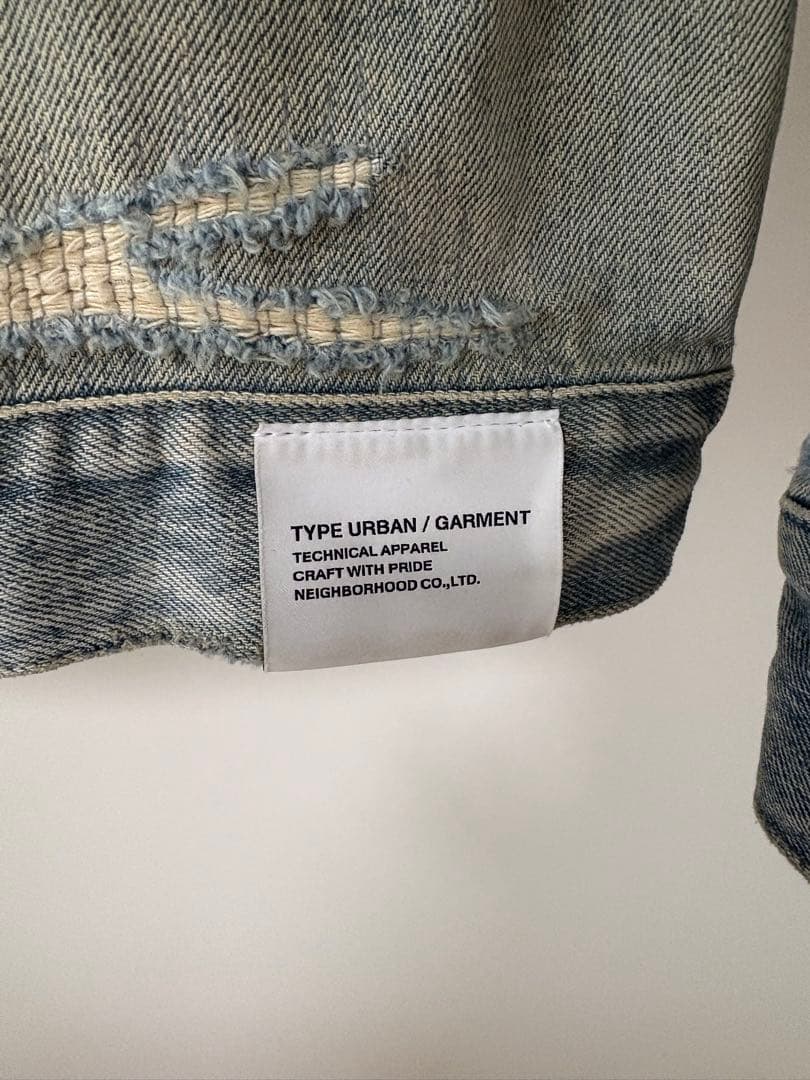 TYPE URBAN / GARMENT
TECHNICAL APPAREL
CRAFT WITH PRIDE
NEIGHBORHOOD CO.,LTD.